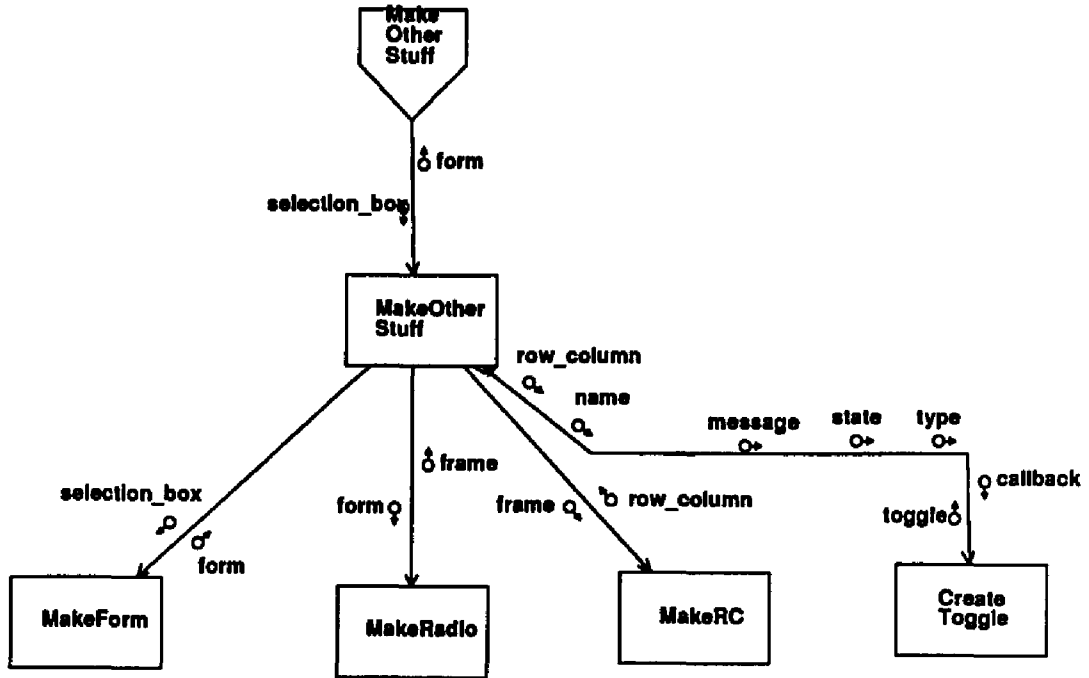 Make
Other
Stuff
form
selection_box
MakeOther
Stuff
row_column
name
message
state
type
frame
callback
selection_box
form
frame
row_column
toggle
form
MakeForm
MakeRadio
MakeRC
Create
Toggle